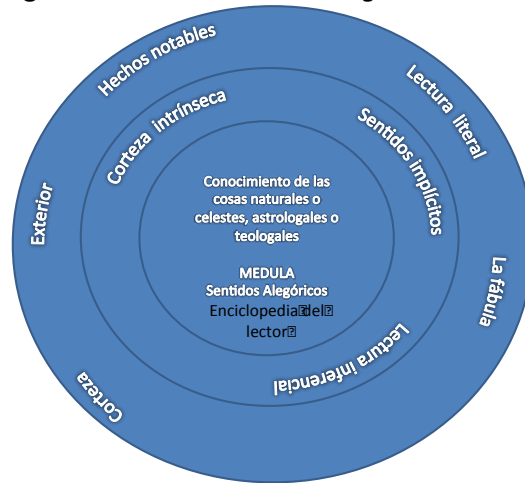 Hechos notables
Lectura literal
Corteza intrínseca
Sentidos implícitos
Exterior
Conocimiento de las
cosas naturales o
celestes, astrologales o
teologales
MEDULA
Sentidos Alegóricos
Enciclopedia del
lector
La fábula
Lectura inferencial
Corteza